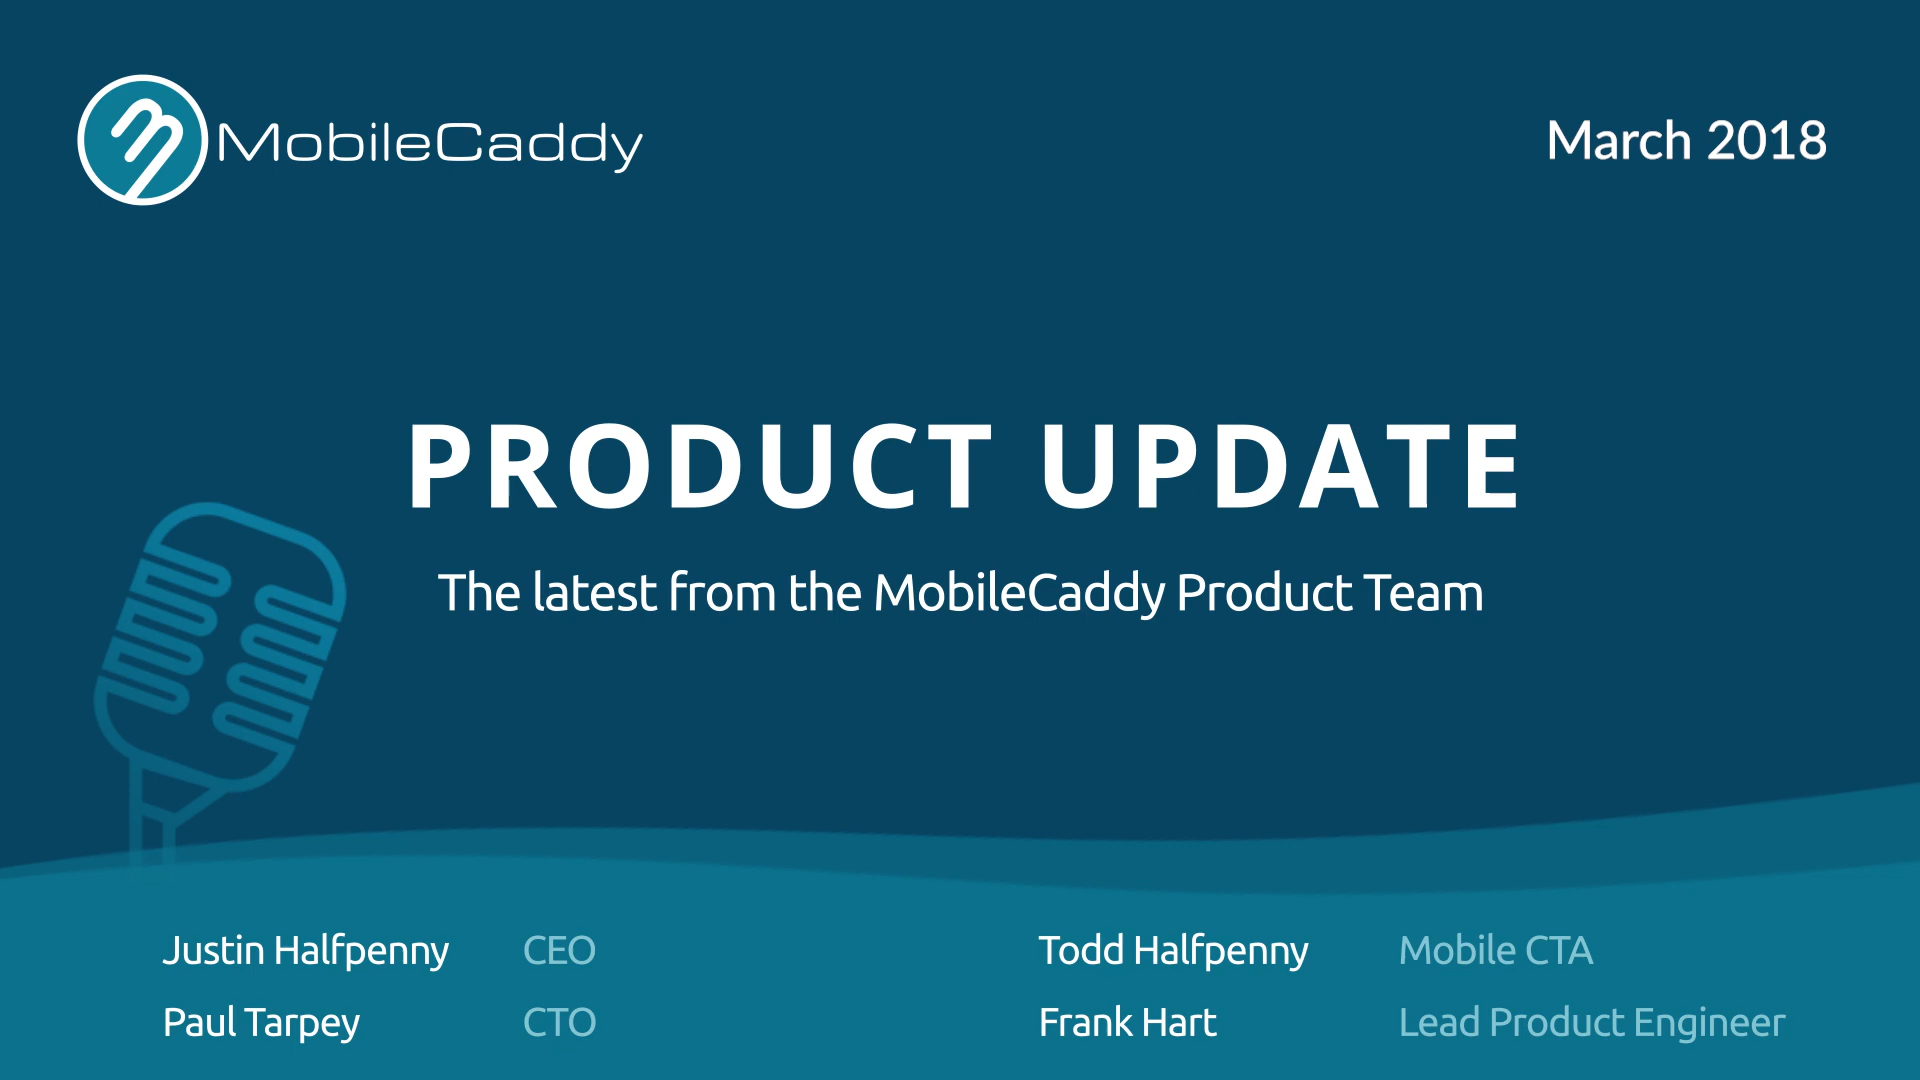 MobileCaddy
March 2018
PRODUCT UPDATE
The latest from the MobileCaddy Product Team
Justin Halfpenny CEO
Paul Tarpey CTO
Todd Halfpenny Mobile CTA
Frank Hart Lead Product Engineer